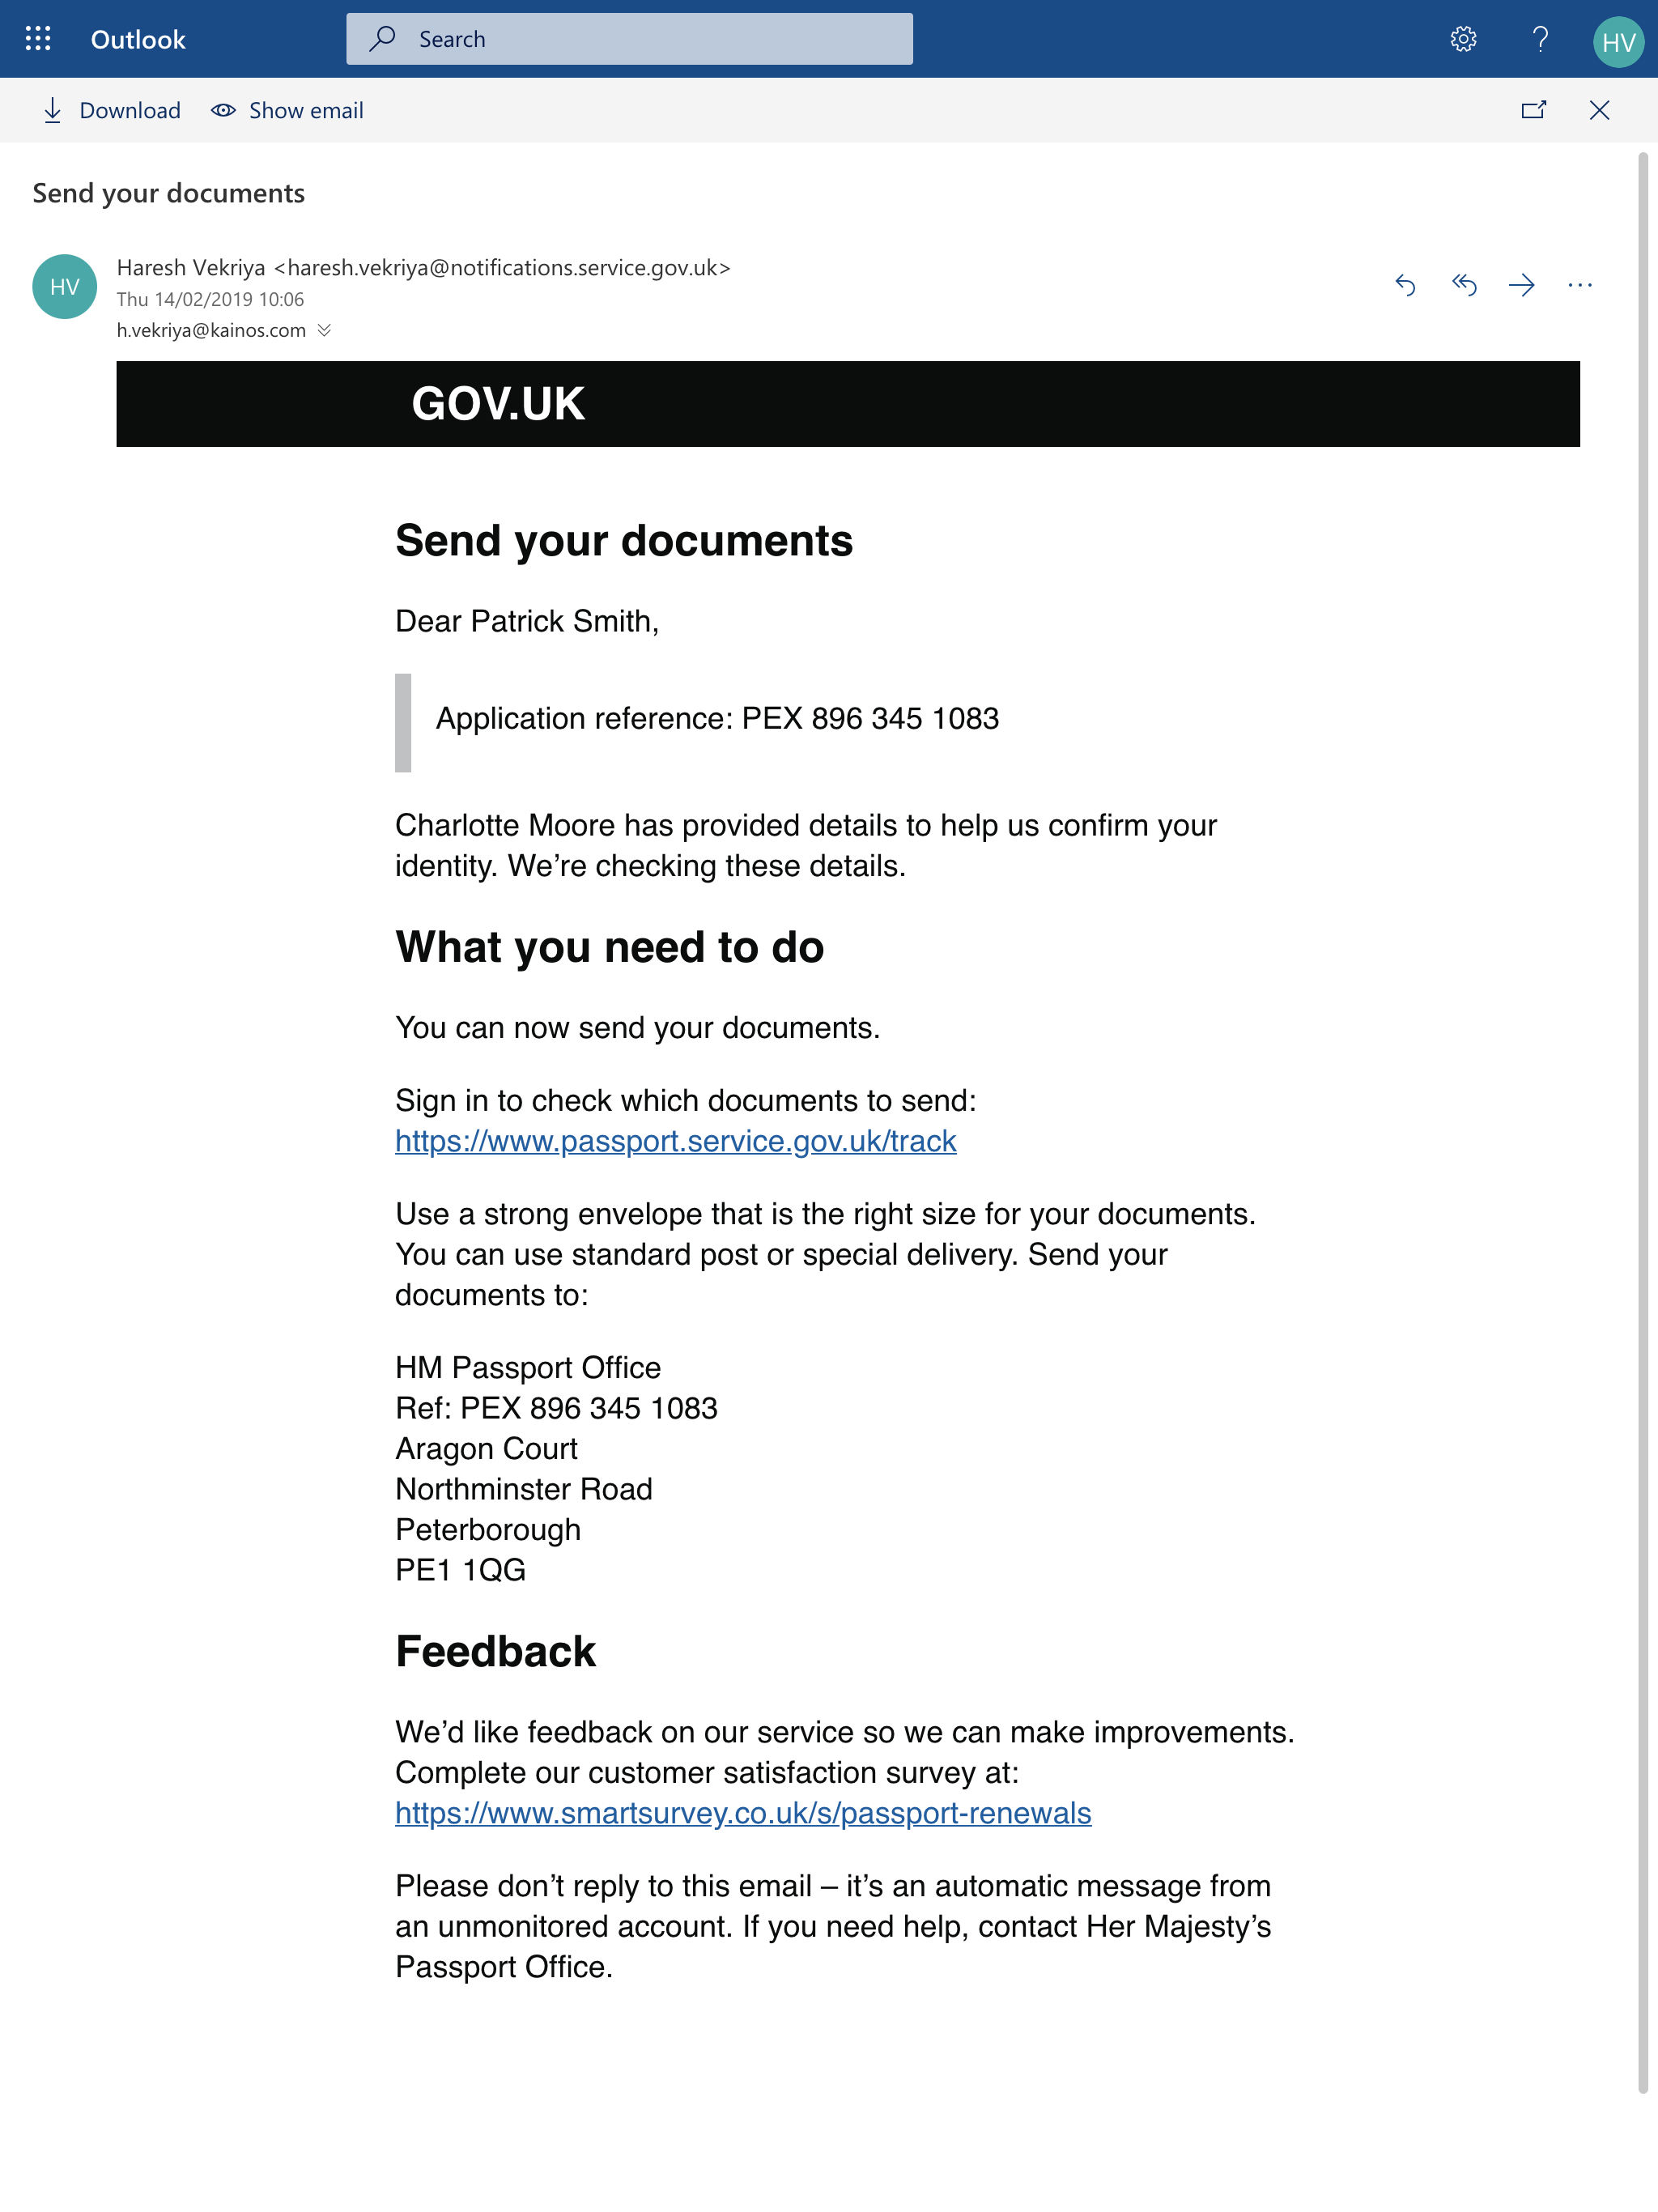 Outlook
Search
HV
Download
Show email
Send your documents
HV
Haresh Vekriya <haresh.vekriya@notifications.service.gov.uk>
Thu 14/02/2019 10:06
h.vekriya@kainos.com
GOV.UK
Send your documents
Dear Patrick Smith,
Application reference: PEX 896 345 1083
Charlotte Moore has provided details to help us confirm your
identity. We’re checking these details.
What you need to do
You can now send your documents.
Sign in to check which documents to send:
https://www.passport.service.gov.uk/track
Use a strong envelope that is the right size for your documents.
You can use standard post or special delivery. Send your
documents to:
HM Passport Office
Ref: PEX 896 345 1083
Aragon Court
Northminster Road
Peterborough
PE1 1QG
Feedback
We’d like feedback on our service so we can make improvements.
Complete our customer satisfaction survey at:
https://www.smartsurvey.co.uk/s/passport-renewals
Please don’t reply to this email – it’s an automatic message from
an unmonitored account. If you need help, contact Her Majesty’s
Passport Office.